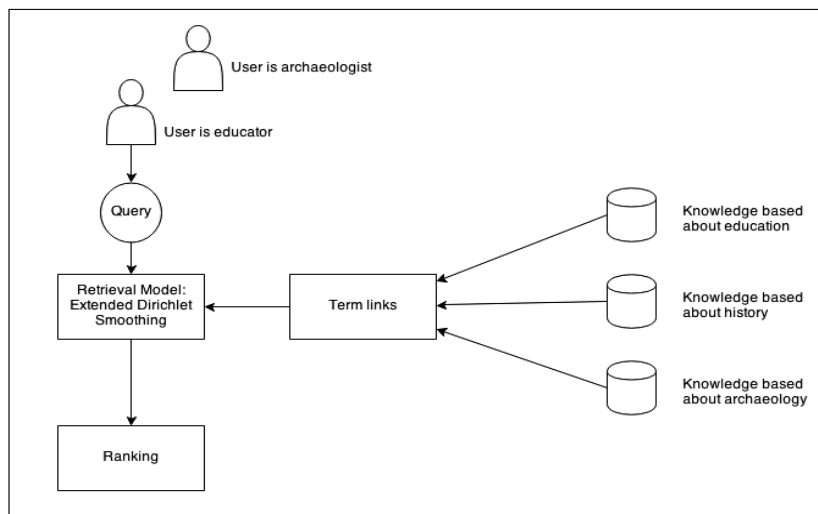 User is archaeologist
User is educator
Query
Retrieval Model:
Extended Dirichlet
Smoothing
Term links
Ranking
Knowledge based
about education
Knowledge based
about history
Knowledge based
about archaeology